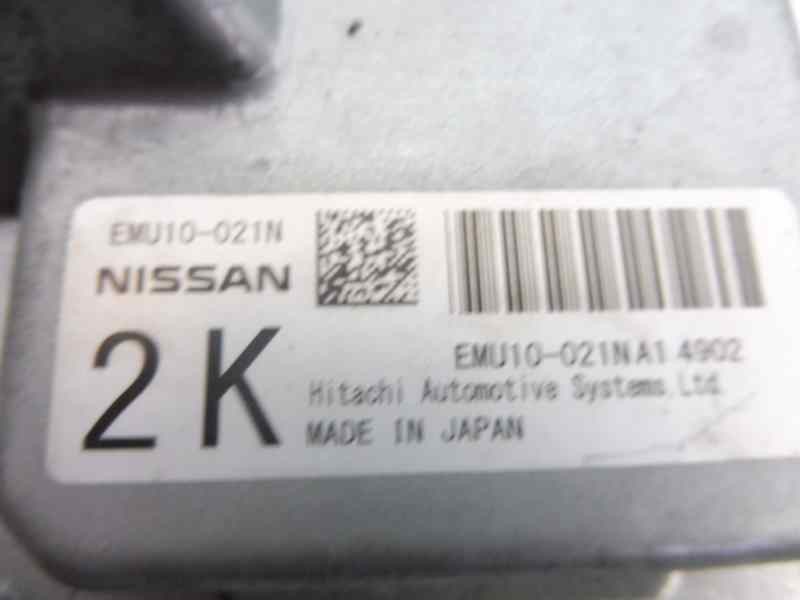 EMU10-021N
NISSAN
2K
EMU10-021NA1 4902
Hitachi Automotive Systems,Ltd.
MADE IN JAPAN